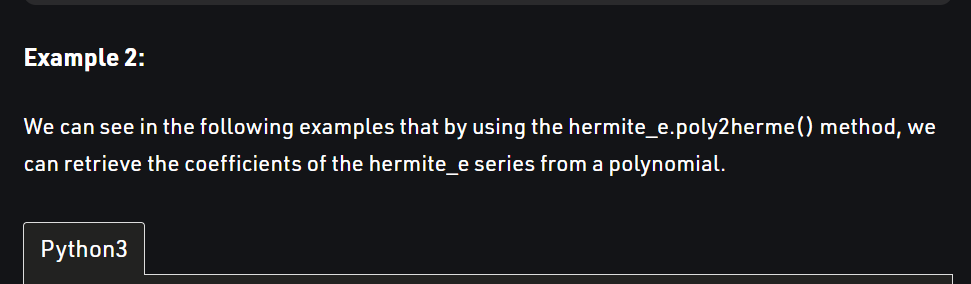 Example 2:
We can see in the following examples that by using the hermite_e.poly2herme() method, we
can retrieve the coefficients of the hermite_e series from a polynomial.
Python3